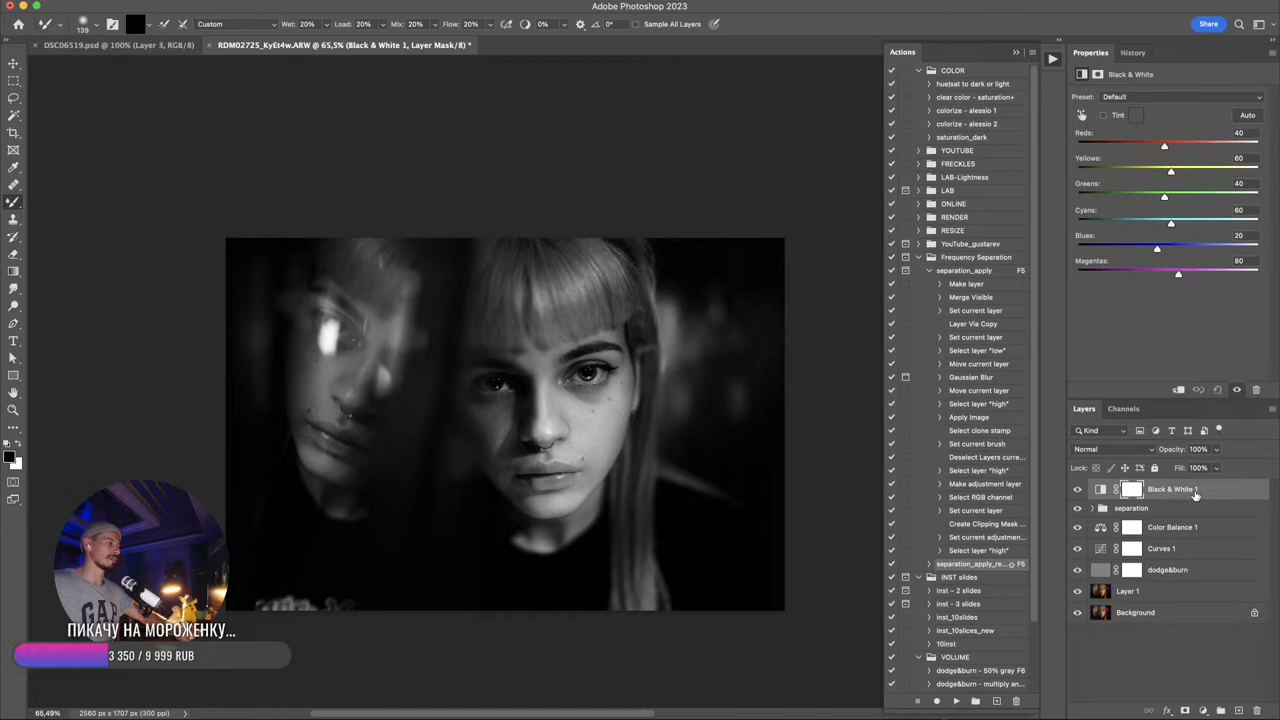 Adobe Photoshop 2023
139
Custom
Wet: 20%
Load: 20%
Mix: 20%
Flow: 20%
0%
0°
Sample All Layers
Share
DSC06519.psd @ 100% (Layer 3, RGB/8)
RDM02725_KyEt4w.ARW @ 65,5% (Black & White 1, Layer Mask/8) *
Actions
COLOR
hue|sat to dark or light
clear color - saturation+
colorize - alessio 1
colorize - alessio 2
saturation_dark
YOUTUBE
FRECKLES
LAB-Lightness
LAB
ONLINE
RENDER
RESIZE
YouTube_gustarev
Frequency Separation
separation_apply F5
Make layer
Merge Visible
Set current layer
Layer Via Copy
Set current layer
Select layer "low"
Move current layer
Gaussian Blur
Move current layer
Select layer "high"
Apply Image
Select clone stamp
Set current brush
Deselect Layers curre...
Select layer "high"
Make adjustment layer
Select RGB channel
Set current layer
Create Clipping Mask ...
Set current adjustmen...
Select layer "high"
separation_apply_re... F5
INST slides
inst - 2 slides
inst - 3 slides
inst_10slides
inst_10slices_new
10inst
VOLUME
dodge&burn - 50% gray F6
dodge&burn - multiply an...
Properties
History
Black & White
Preset: Default
Tint
Auto
Reds: 40
Yellows: 60
Greens: 40
Cyans: 60
Blues: 20
Magentas: 80
Layers
Channels
Kind
Normal
Opacity: 100%
Lock:
Fill: 100%
Black & White 1
separation
Color Balance 1
Curves 1
dodge&burn
Layer 1
Background
GAP
ПИКАЧУ НА МОРОЖЕНКУ...
3 350 / 9 999 RUB
65,49%
2560 px x 1707 px (300 ppi)